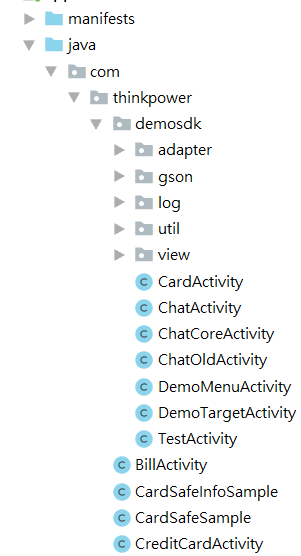 manifests
java
com
thinkpower
demosdk
adapter
gson
log
util
view
CardActivity
ChatActivity
ChatCoreActivity
ChatOldActivity
DemoMenuActivity
DemoTargetActivity
TestActivity
BillActivity
CardSafeInfoSample
CardSafeSample
CreditCardActivity